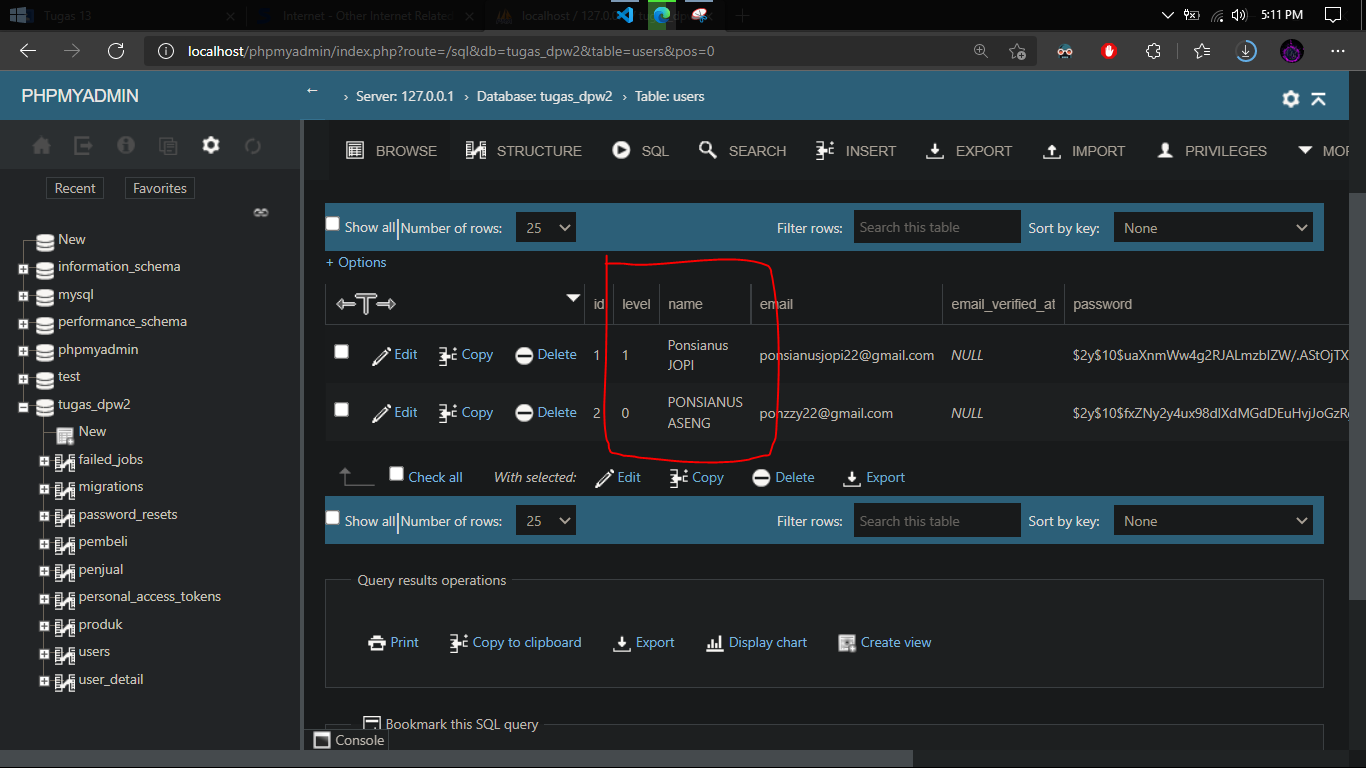 Tugas 13
Internet - Other Internet Relate
localhost / 127.0.0
5:11 PM
localhost/phpmyadmin/index.php?route=/sql&db=tugas_dpw2&table=users&pos=0
PHPMYADMIN
Server: 127.0.0.1 › Database: tugas_dpw2 › Table: users
BROWSE STRUCTURE SQL SEARCH INSERT EXPORT IMPORT PRIVILEGES MOR
Recent Favorites
New
information_schema
mysql
performance_schema
phpmyadmin
test
tugas_dpw2
New
failed_jobs
migrations
password_resets
pembeli
penjual
personal_access_tokens
produk
users
user_detail
Show all Number of rows: 25 Filter rows: Search this table Sort by key: None
+ Options
id level name email email_verified_at password
Edit Copy Delete 1 1 Ponsianus JOPI ponsianusjopi22@gmail.com NULL
Edit Copy Delete 2 0 PONSIANUS ASENG ponzzy22@gmail.com NULL
Check all With selected: Edit Copy Delete Export
Show all Number of rows: 25 Filter rows: Search this table Sort by key: None
Query results operations
Print Copy to clipboard Export Display chart Create view
Bookmark this SQL query
Console